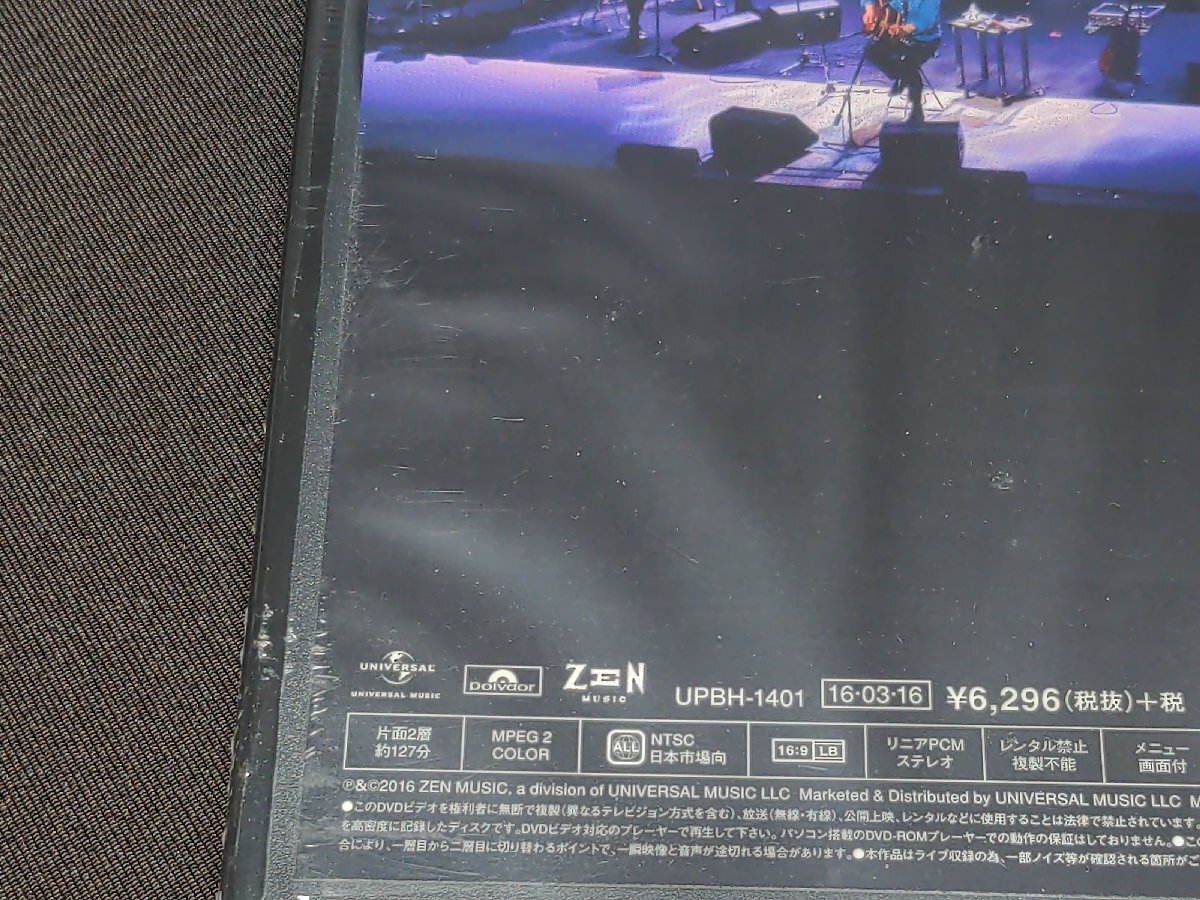 UNIVERSAL
UNIVERSAL MUSIC
Polydor
ZEN
MUSIC
UPBH-1401
16·03·16
¥6,296(税抜)+税
片面2層
約127分
MPEG 2
COLOR
ALL
NTSC
日本市場向
16:9 LB
リニアPCM
ステレオ
レンタル禁止
複製不能
メニュー
画面付
℗&©2016 ZEN MUSIC, a division of UNIVERSAL MUSIC LLC Marketed & Distributed by UNIVERSAL MUSIC LLC M
●このDVDビデオを権利者に無断で複製(異なるテレビジョン方式を含む)、放送(無線・有線)、公開上映、レンタルなどに使用することは法律で禁止されています。
を高密度に記録したディスクです。DVDビデオ対応のプレーヤーで再生して下さい。パソコン搭載のDVD-ROMプレーヤーでの動作の保証はしておりません。●この
合により、一層目から二層目に切り替わるポイントで、一瞬映像と音声が途切れる場合があります。●本作品はライブ収録の為、一部ノイズ等が確認される箇所がご